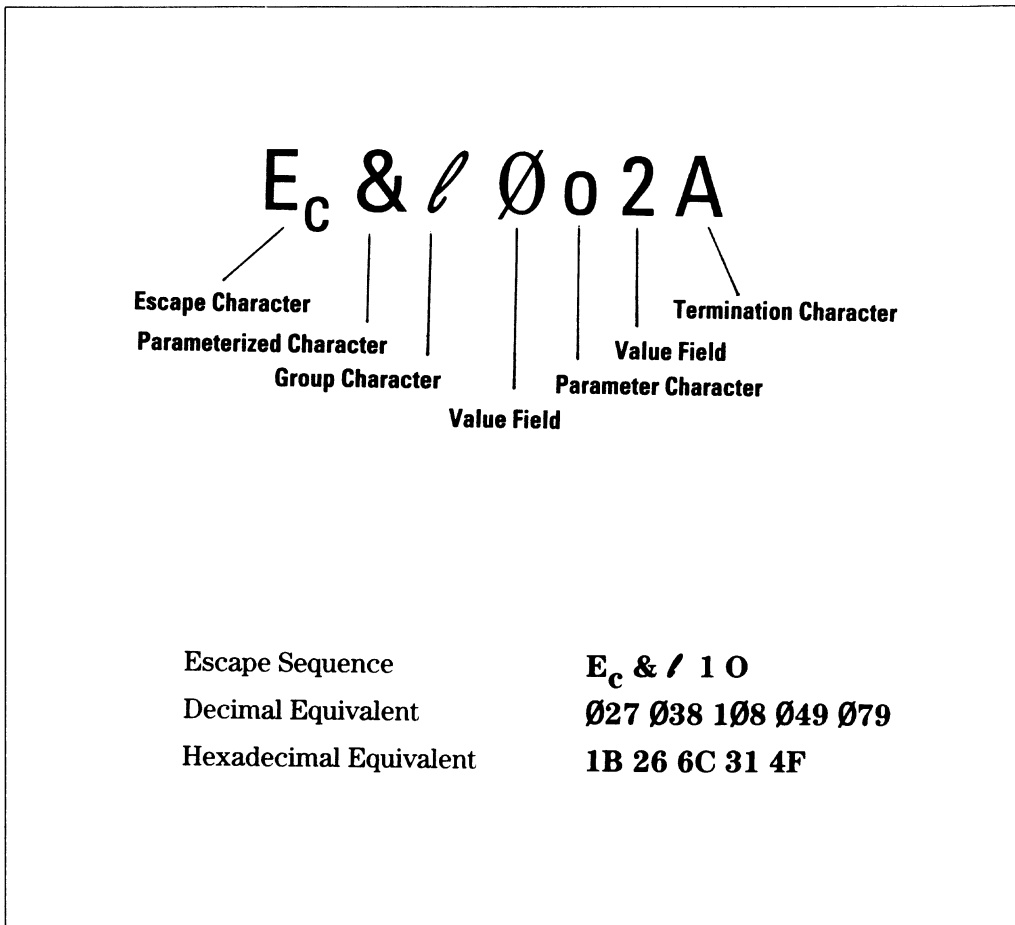 Ec & ℓ Ø o 2 A
Escape Character
Termination Character
Parameterized Character
Value Field
Group Character
Parameter Character
Value Field
Escape Sequence Ec & ℓ 1 O
Decimal Equivalent Ø27 Ø38 1Ø8 Ø49 Ø79
Hexadecimal Equivalent 1B 26 6C 31 4F